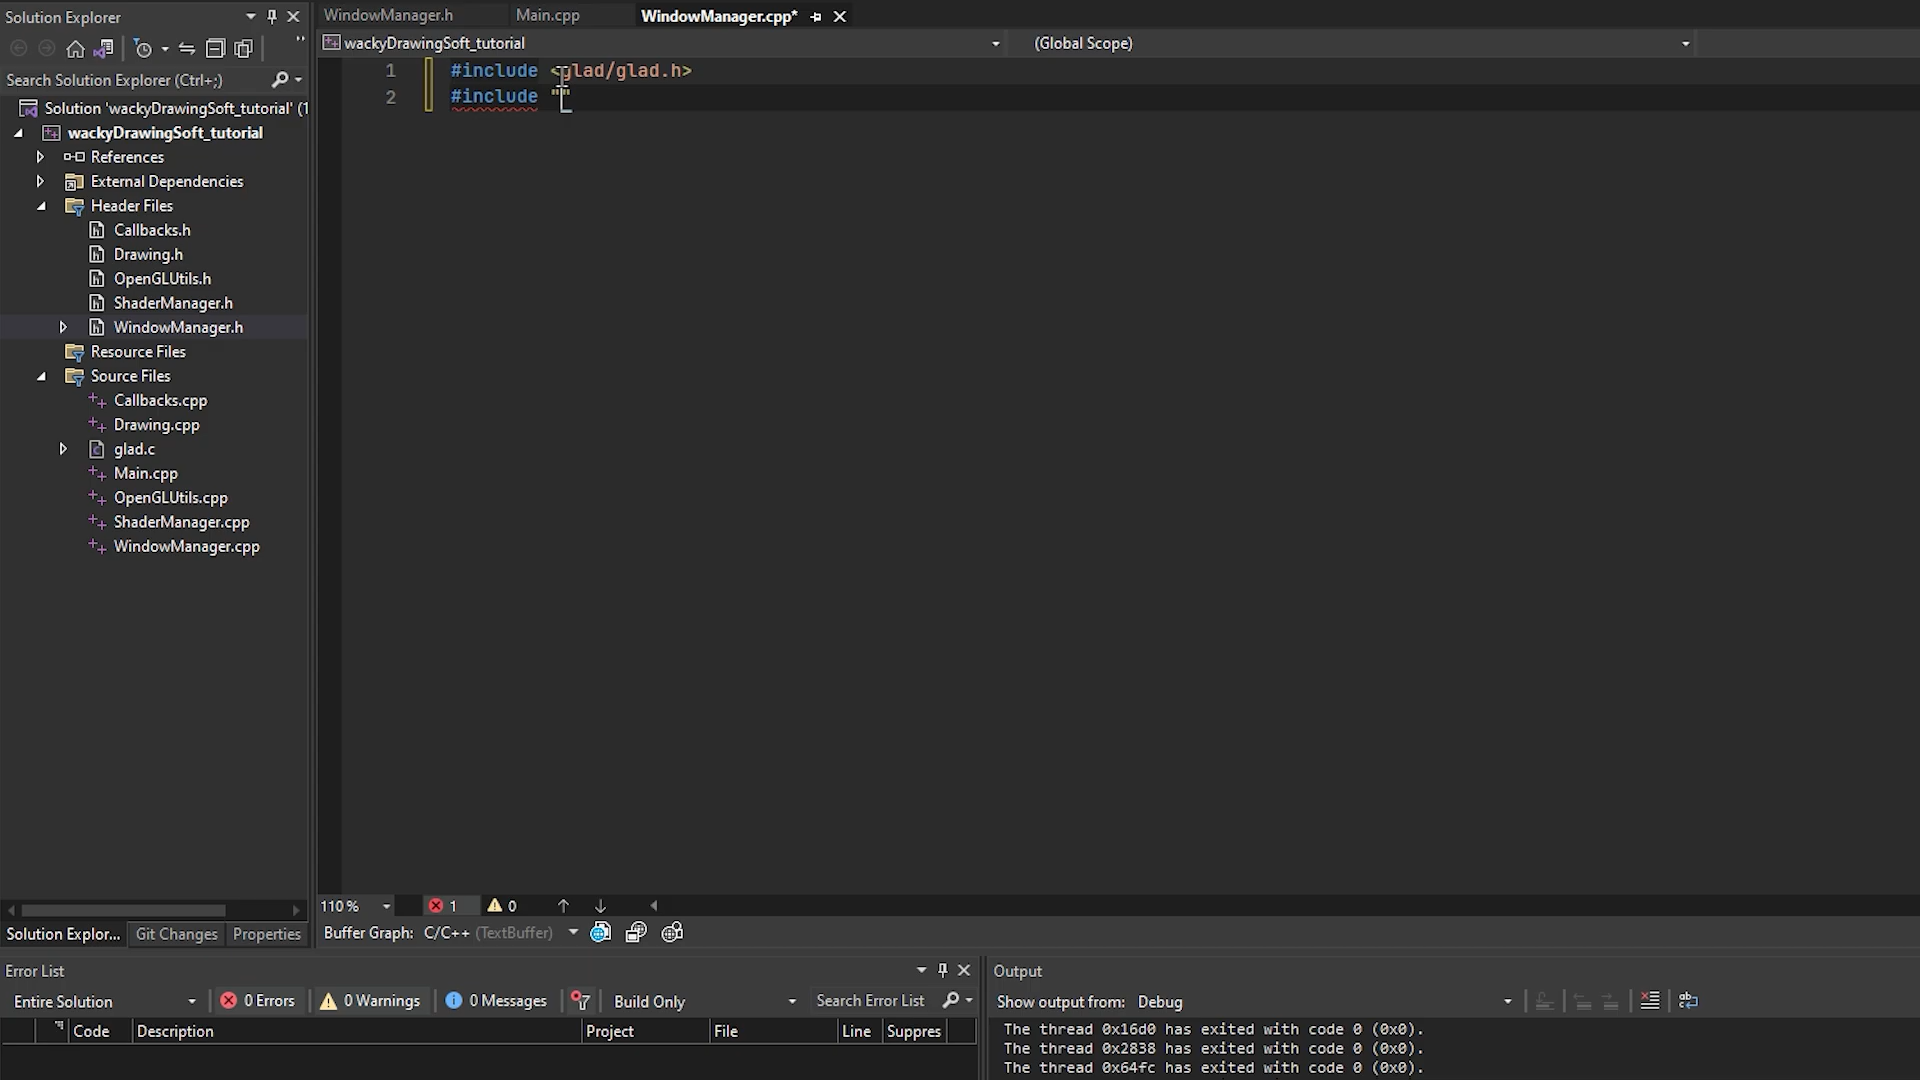 Solution Explorer
Search Solution Explorer (Ctrl+;)
Solution 'wackyDrawingSoft_tutorial' (1
wackyDrawingSoft_tutorial
References
External Dependencies
Header Files
Callbacks.h
Drawing.h
OpenGLUtils.h
ShaderManager.h
WindowManager.h
Resource Files
Source Files
Callbacks.cpp
Drawing.cpp
glad.c
Main.cpp
OpenGLUtils.cpp
ShaderManager.cpp
WindowManager.cpp
Solution Explor... Git Changes Properties
WindowManager.h Main.cpp WindowManager.cpp*
wackyDrawingSoft_tutorial (Global Scope)
1 #include <glad/glad.h>
2 #include ""
110 % 1 0
Buffer Graph: C/C++ (TextBuffer)
Error List
Entire Solution 0 Errors 0 Warnings 0 Messages Build Only Search Error List
Code Description Project File Line Suppres
Output
Show output from: Debug
The thread 0x16d0 has exited with code 0 (0x0).
The thread 0x2838 has exited with code 0 (0x0).
The thread 0x64fc has exited with code 0 (0x0).